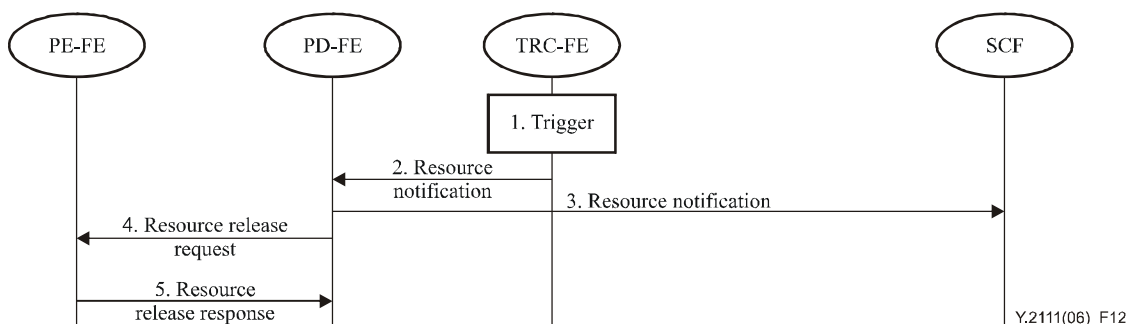 PE-FE
PD-FE
TRC-FE
SCF
1. Trigger
2. Resource
notification
3. Resource notification
4. Resource release
request
5. Resource
release response
Y.2111(06)_F12